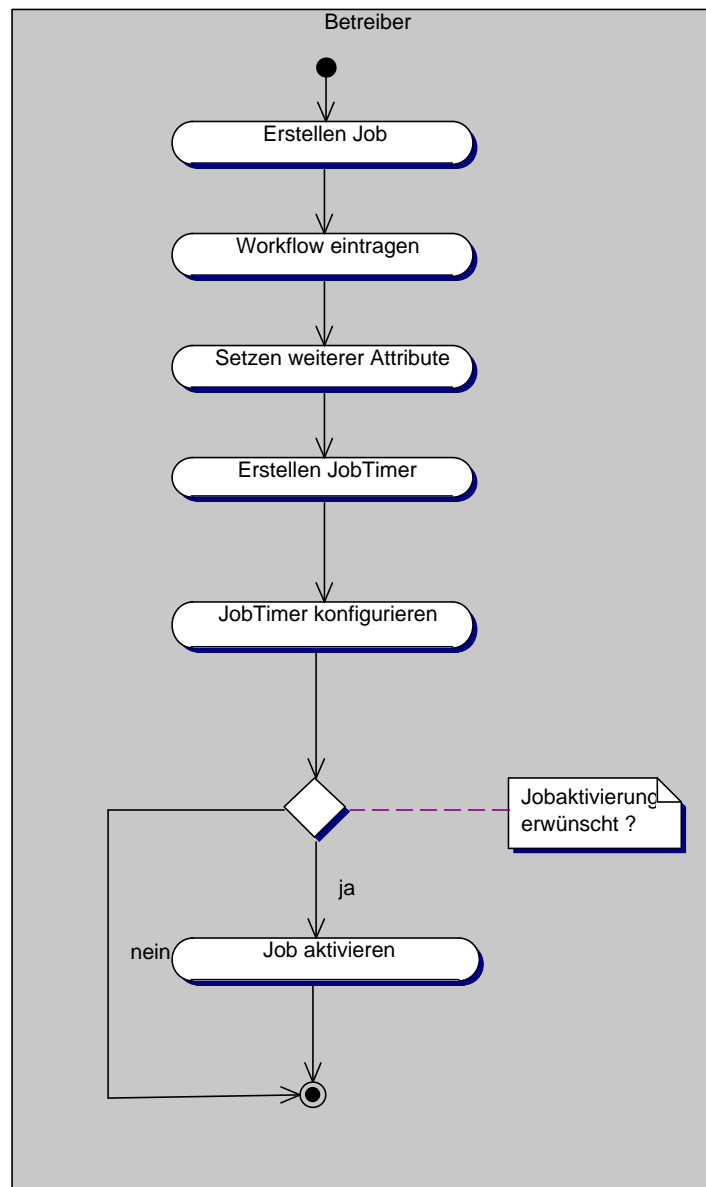 Betreiber
Erstellen Job
Workflow eintragen
Setzen weiterer Attribute
Erstellen JobTimer
JobTimer konfigurieren
Jobaktivierung
erwünscht ?
ja
nein
Job aktivieren